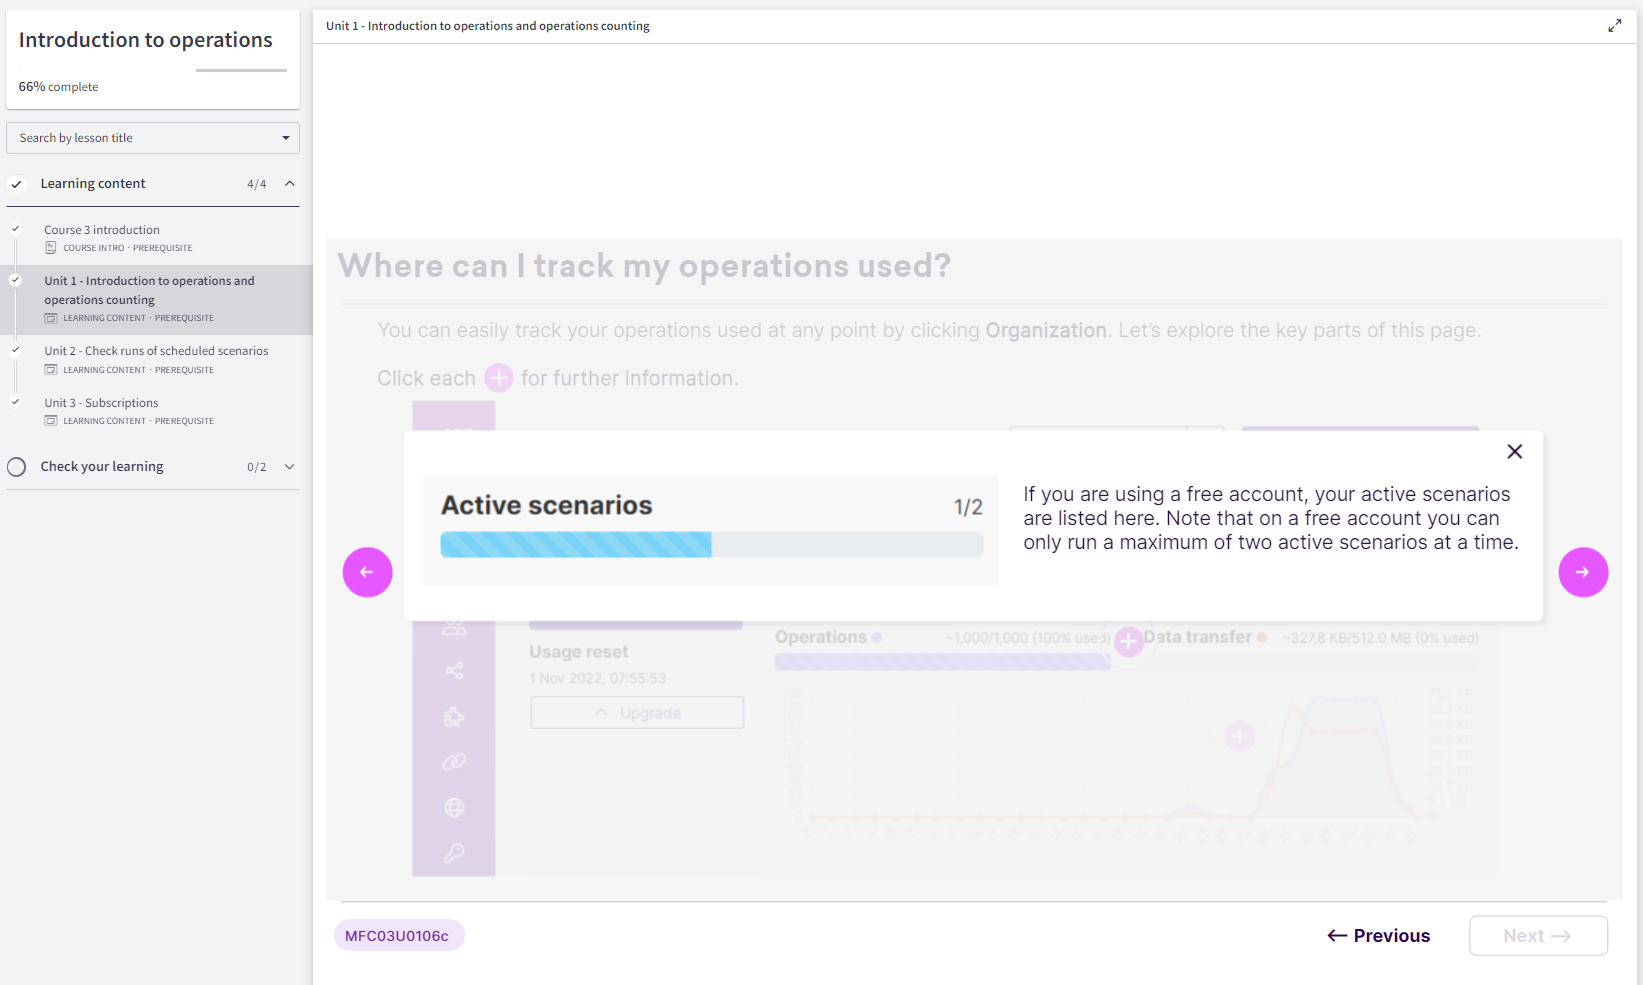 Introduction to operations
66% complete
Search by lesson title
Learning content 4/4
Course 3 introduction
COURSE INTRO · PREREQUISITE
Unit 1 - Introduction to operations and
operations counting
LEARNING CONTENT · PREREQUISITE
Unit 2 - Check runs of scheduled scenarios
LEARNING CONTENT · PREREQUISITE
Unit 3 - Subscriptions
LEARNING CONTENT · PREREQUISITE
Check your learning 0/2
Unit 1 - Introduction to operations and operations counting
Where can I track my operations used?
You can easily track your operations used at any point by clicking Organization. Let's explore the key parts of this page.
Click each + for further information.
Active scenarios 1/2
If you are using a free account, your active scenarios
are listed here. Note that on a free account you can
only run a maximum of two active scenarios at a time.
Usage reset
1 Nov 2022, 07:55:53
Upgrade
Operations ~1,000/1,000 (100% used)
Data transfer ~327.8 KB/512.0 MB (0% used)
MFC03U0106c
← Previous
Next →